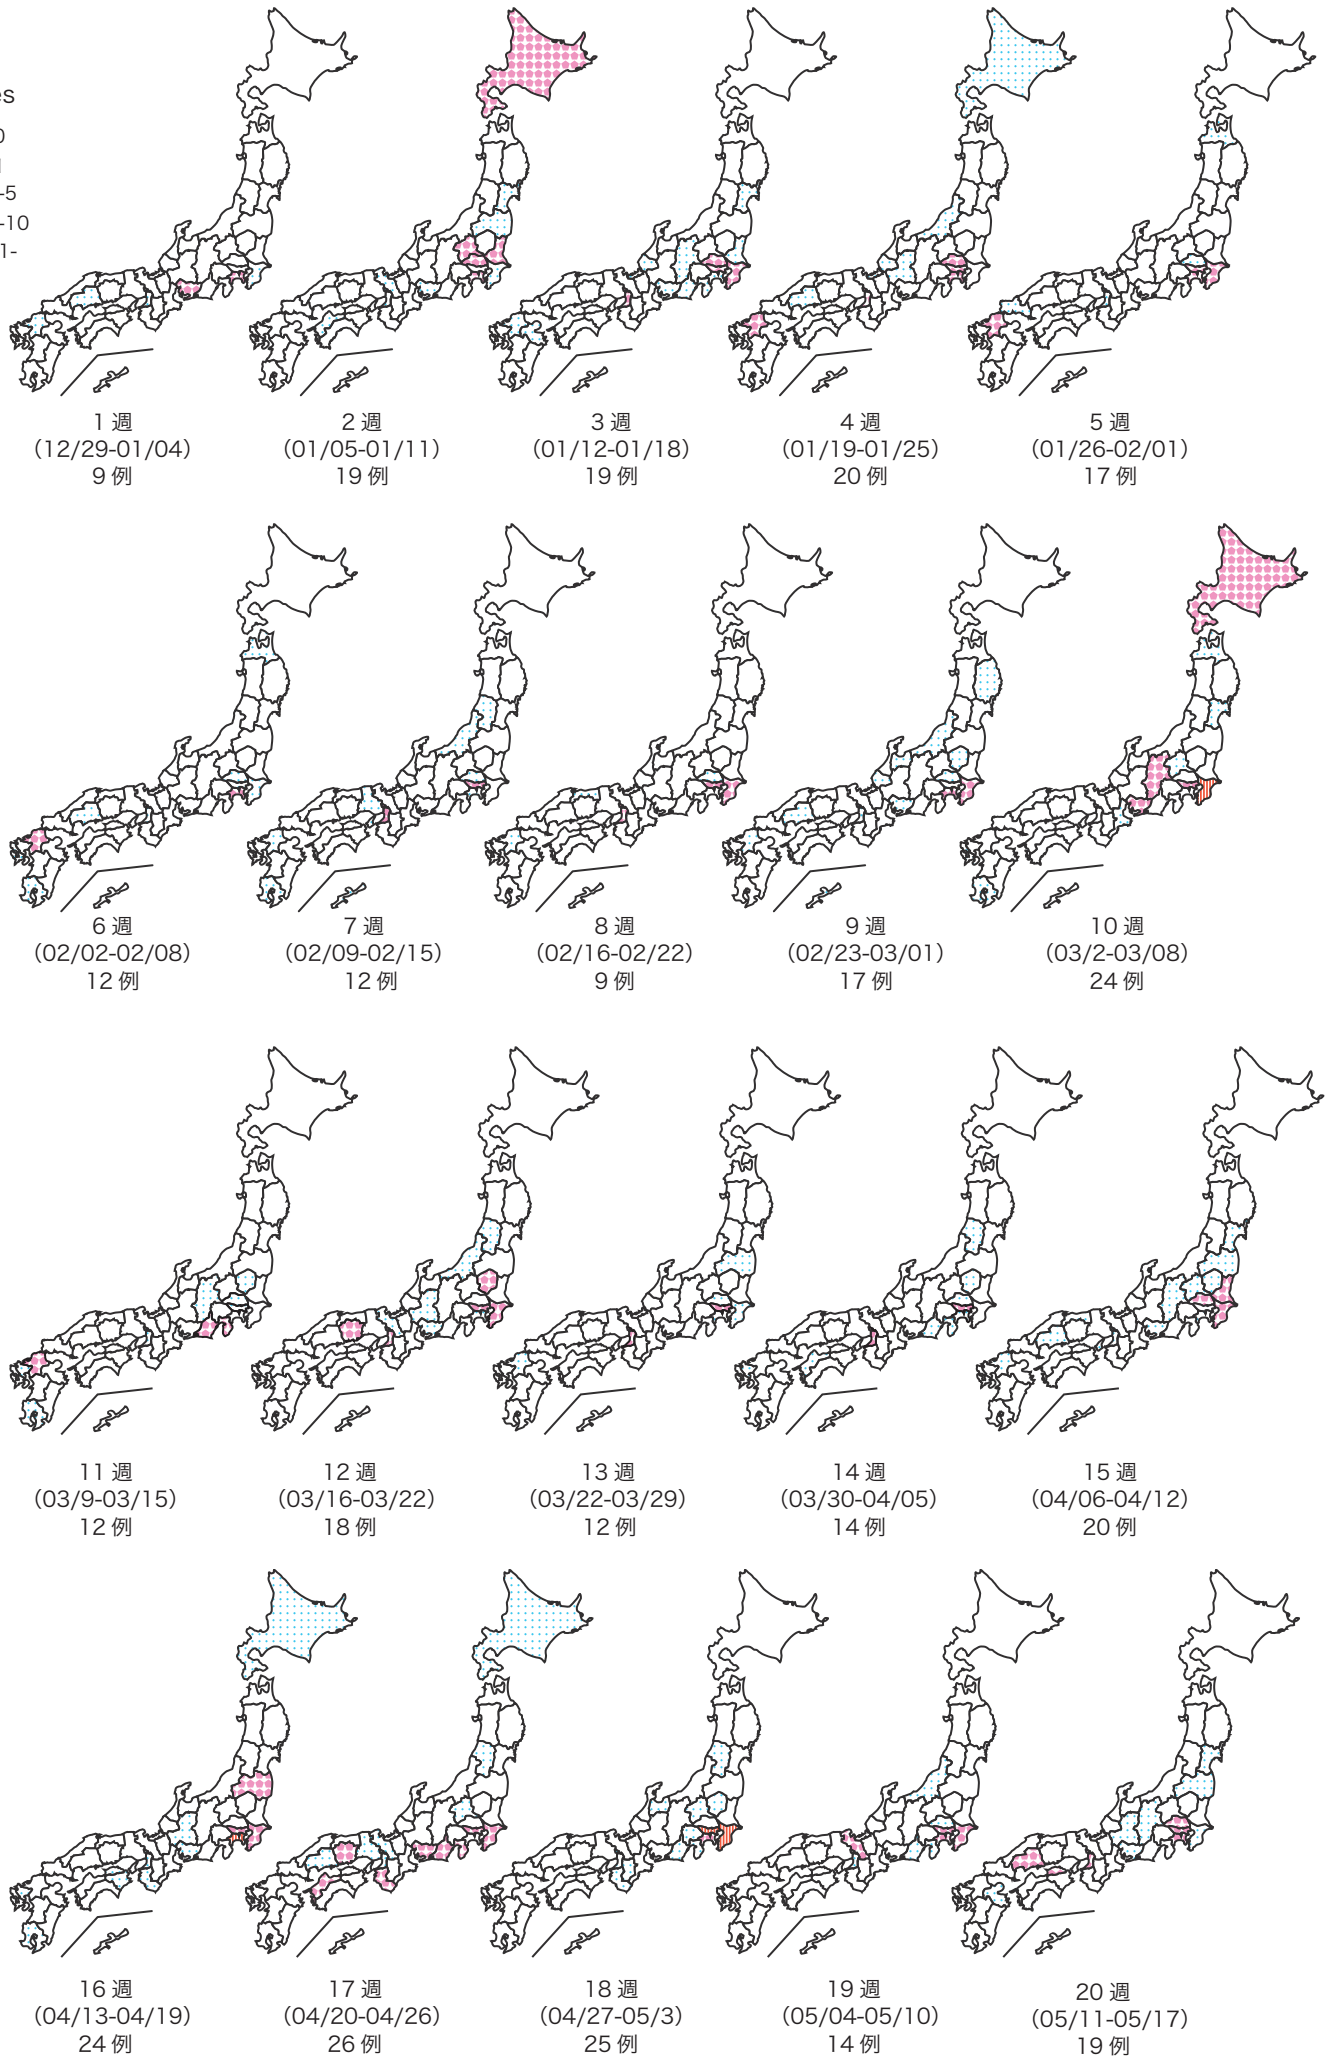 es
0
1
-5
-10
1-
1 週
（12/29-01/04）
9 例
2 週
（01/05-01/11）
19 例
3 週
（01/12-01/18）
19 例
4 週
（01/19-01/25）
20 例
5 週
（01/26-02/01）
17 例
6 週
（02/02-02/08）
12 例
7 週
（02/09-02/15）
12 例
8 週
（02/16-02/22）
9 例
9 週
（02/23-03/01）
17 例
10 週
（03/2-03/08）
24 例
11 週
（03/9-03/15）
12 例
12 週
（03/16-03/22）
18 例
13 週
（03/22-03/29）
12 例
14 週
（03/30-04/05）
14 例
15 週
（04/06-04/12）
20 例
16 週
（04/13-04/19）
24 例
17 週
（04/20-04/26）
26 例
18 週
（04/27-05/3）
25 例
19 週
（05/04-05/10）
14 例
20 週
（05/11-05/17）
19 例